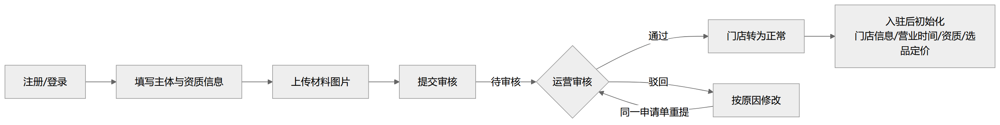 注册/登录
填写主体与资质信息
上传材料图片
提交审核
待审核
运营审核
通过
门店转为正常
入驻后初始化
门店信息/营业时间/资质/选
品定价
驳回
按原因修改
同一申请单重提